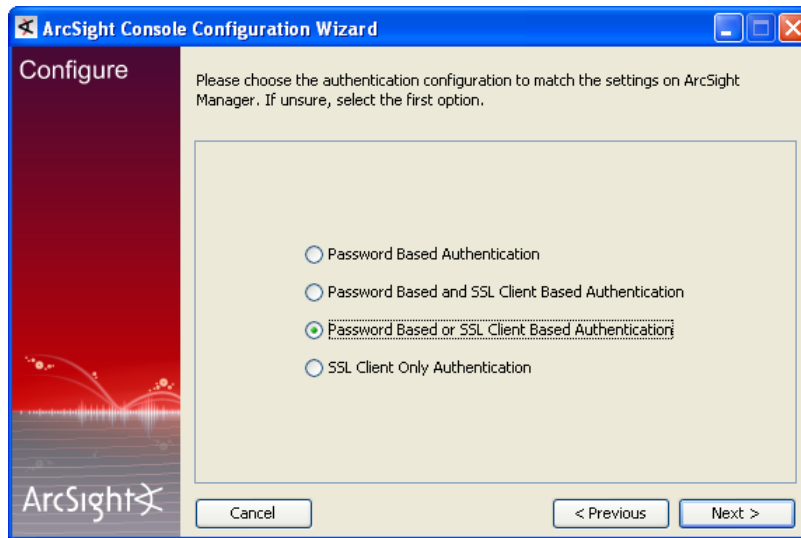 ArcSight Console Configuration Wizard
Configure
Please choose the authentication configuration to match the settings on ArcSight
Manager. If unsure, select the first option.
Password Based Authentication
Password Based and SSL Client Based Authentication
Password Based or SSL Client Based Authentication
SSL Client Only Authentication
ArcSight
Cancel
< Previous
Next >